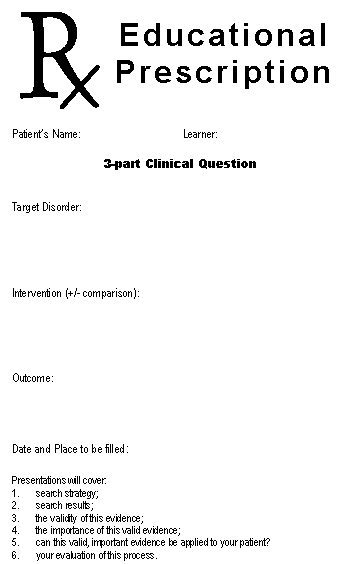 Rx Educational
Prescription
Patient's Name: Learner:
3-part Clinical Question
Target Disorder:
Intervention (+/- comparison):
Outcome:
Date and Place to be filled:
Presentations will cover:
1. search strategy;
2. search results;
3. the validity of this evidence;
4. the importance of this valid evidence;
5. can this valid, important evidence be applied to your patient?
6. your evaluation of this process.